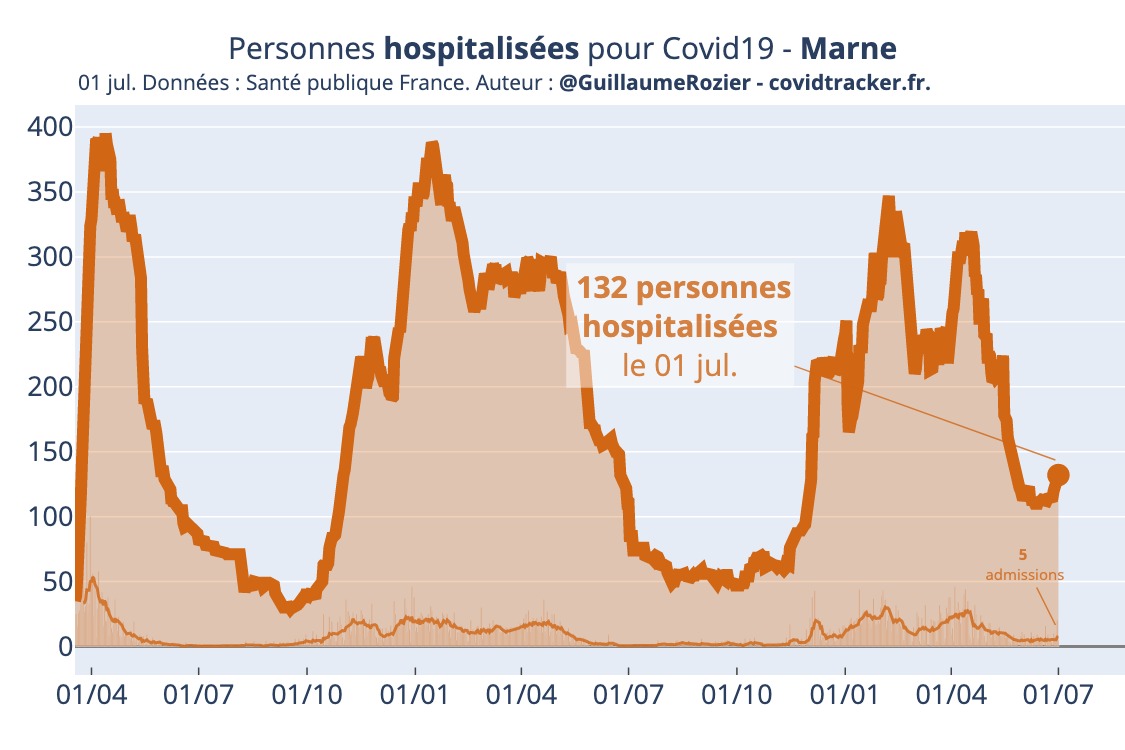 Personnes hospitalisées pour Covid19 - Marne
01 jul. Données : Santé publique France. Auteur : @GuillaumeRozier - covidtracker.fr.
400
350
300
250
200
150
100
50
0
132 personnes
hospitalisées
le 01 jul.
5
admissions
01/04 01/07 01/10 01/01 01/04 01/07 01/10 01/01 01/04 01/07